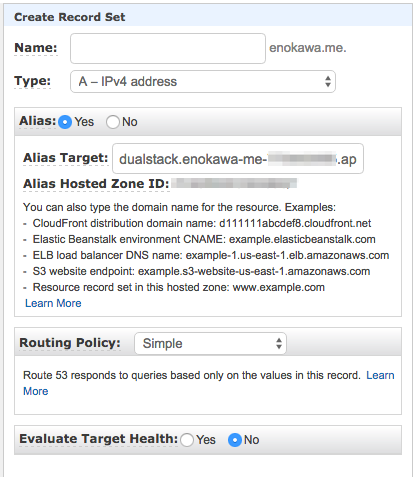 Create Record Set
Name: enokawa.me.
Type: A – IPv4 address
Alias: Yes No
Alias Target: dualstack.enokawa-me- .ap
Alias Hosted Zone ID:
You can also type the domain name for the resource. Examples:
- CloudFront distribution domain name: d111111abcdef8.cloudfront.net
- Elastic Beanstalk environment CNAME: example.elasticbeanstalk.com
- ELB load balancer DNS name: example-1.us-east-1.elb.amazonaws.com
- S3 website endpoint: example.s3-website-us-east-1.amazonaws.com
- Resource record set in this hosted zone: www.example.com
Learn More
Routing Policy: Simple
Route 53 responds to queries based only on the values in this record. Learn
More
Evaluate Target Health: Yes No